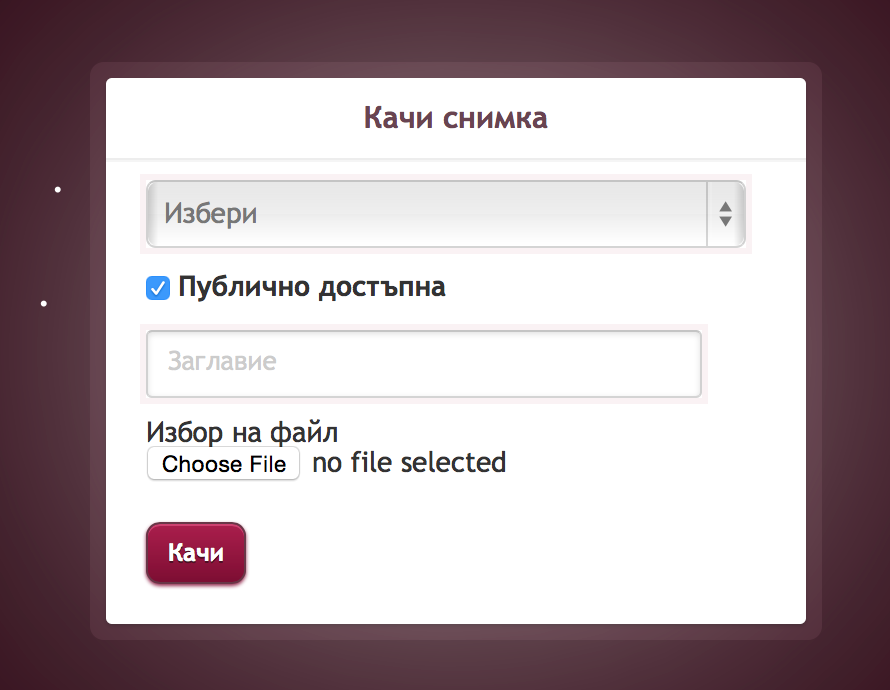 Качи снимка
Избери
Публично достъпна
Заглавие
Избор на файл
Choose File no file selected
Качи